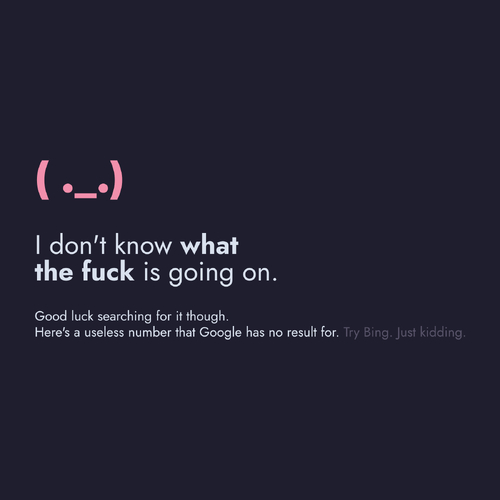 ( ._.)
I don't know what
the fuck is going on.
Good luck searching for it though.
Here's a useless number that Google has no result for. Try Bing. Just kidding.